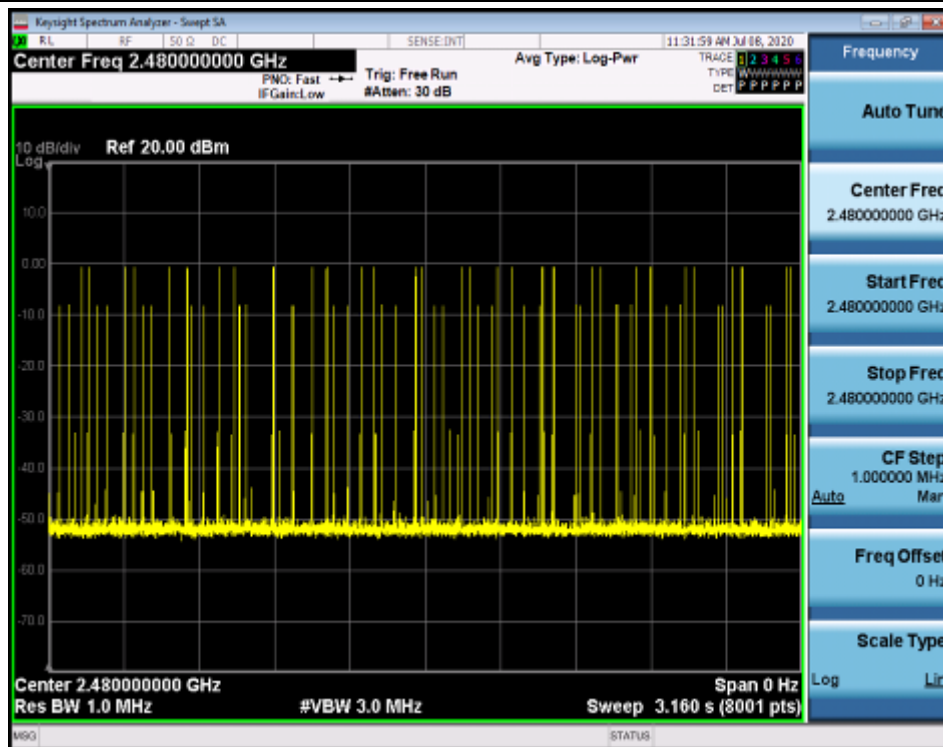 Keysight Spectrum Analyzer - Swept SA
RL RF 50 Ω DC SENSE:INT 11:31:59 AM Jul 08, 2020
Center Freq 2.480000000 GHz
PNO: Fast
IFGain:Low
Trig: Free Run
#Atten: 30 dB
Avg Type: Log-Pwr
TRACE 1 2 3 4 5 6
TYPE WWWWWW
DET P P P P P P
10 dB/div Ref 20.00 dBm
Log
10.0
0.00
-10.0
-20.0
-30.0
-40.0
-50.0
-60.0
-70.0
Center 2.480000000 GHz Span 0 Hz
Res BW 1.0 MHz #VBW 3.0 MHz Sweep 3.160 s (8001 pts)
MSG STATUS
Frequency
Auto Tune
Center Freq
2.480000000 GHz
Start Freq
2.480000000 GHz
Stop Freq
2.480000000 GHz
CF Step
1.000000 MHz
Auto Man
Freq Offset
0 Hz
Scale Type
Log Lin